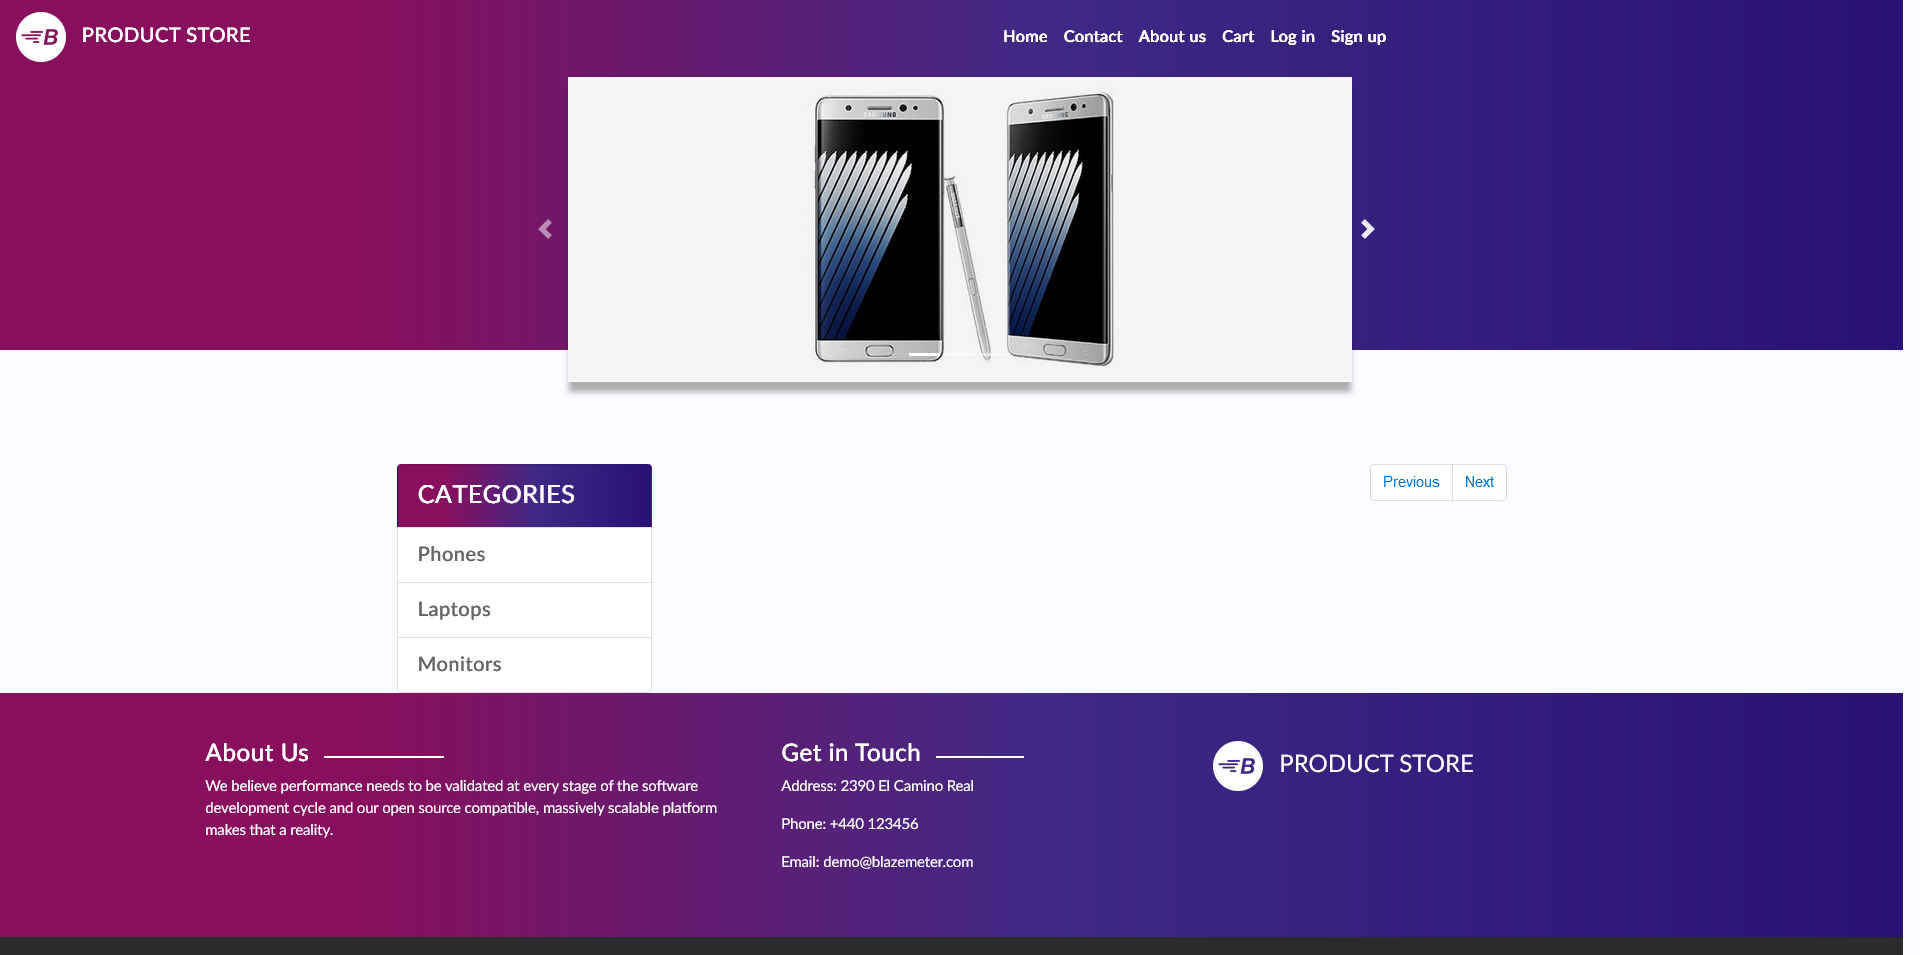 B PRODUCT STORE
Home Contact About us Cart Log in Sign up
SAMSUNG
SAMSUNG
CATEGORIES
Phones
Laptops
Monitors
Previous Next
About Us
We believe performance needs to be validated at every stage of the software
development cycle and our open source compatible, massively scalable platform
makes that a reality.
Get in Touch
Address: 2390 El Camino Real
Phone: +440 123456
Email: demo@blazemeter.com
B PRODUCT STORE